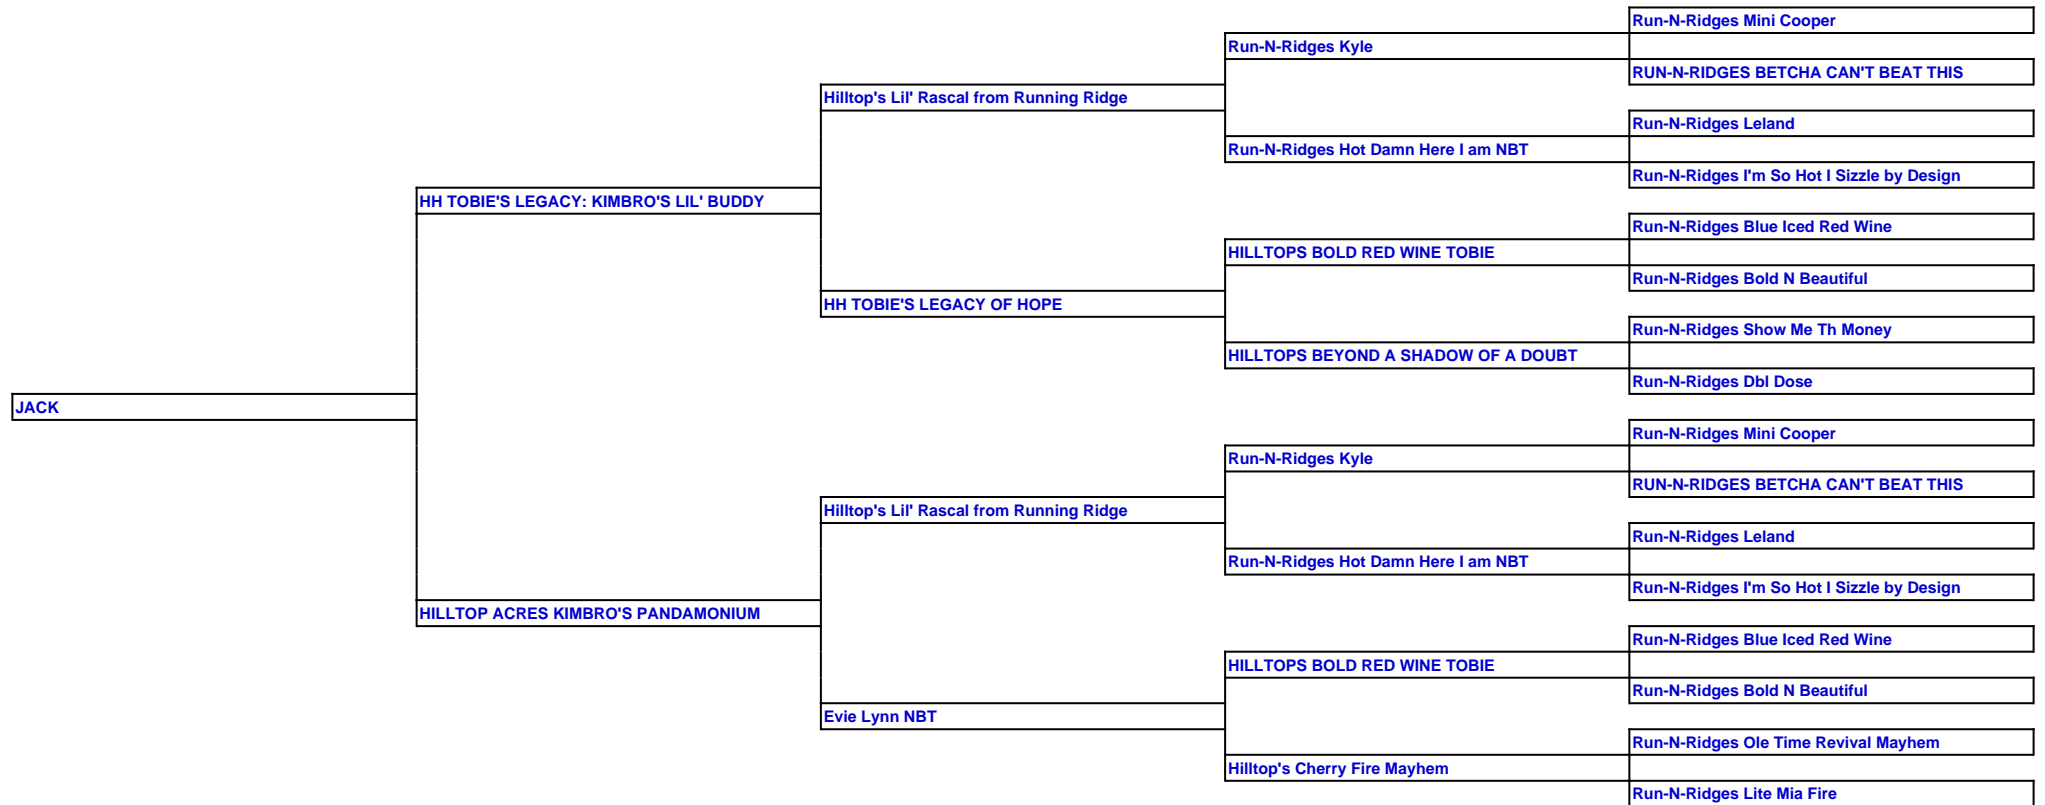 Run-N-Ridges Mini Cooper
Run-N-Ridges Kyle
RUN-N-RIDGES BETCHA CAN'T BEAT THIS
Hilltop's Lil' Rascal from Running Ridge
Run-N-Ridges Leland
Run-N-Ridges Hot Damn Here I am NBT
Run-N-Ridges I'm So Hot I Sizzle by Design
HH TOBIE'S LEGACY: KIMBRO'S LIL' BUDDY
Run-N-Ridges Blue Iced Red Wine
HILLTOPS BOLD RED WINE TOBIE
Run-N-Ridges Bold N Beautiful
HH TOBIE'S LEGACY OF HOPE
Run-N-Ridges Show Me Th Money
HILLTOPS BEYOND A SHADOW OF A DOUBT
Run-N-Ridges Dbl Dose
JACK
Run-N-Ridges Mini Cooper
Run-N-Ridges Kyle
RUN-N-RIDGES BETCHA CAN'T BEAT THIS
Hilltop's Lil' Rascal from Running Ridge
Run-N-Ridges Leland
Run-N-Ridges Hot Damn Here I am NBT
Run-N-Ridges I'm So Hot I Sizzle by Design
HILLTOP ACRES KIMBRO'S PANDAMONIUM
Run-N-Ridges Blue Iced Red Wine
HILLTOPS BOLD RED WINE TOBIE
Run-N-Ridges Bold N Beautiful
Evie Lynn NBT
Run-N-Ridges Ole Time Revival Mayhem
Hilltop's Cherry Fire Mayhem
Run-N-Ridges Lite Mia Fire